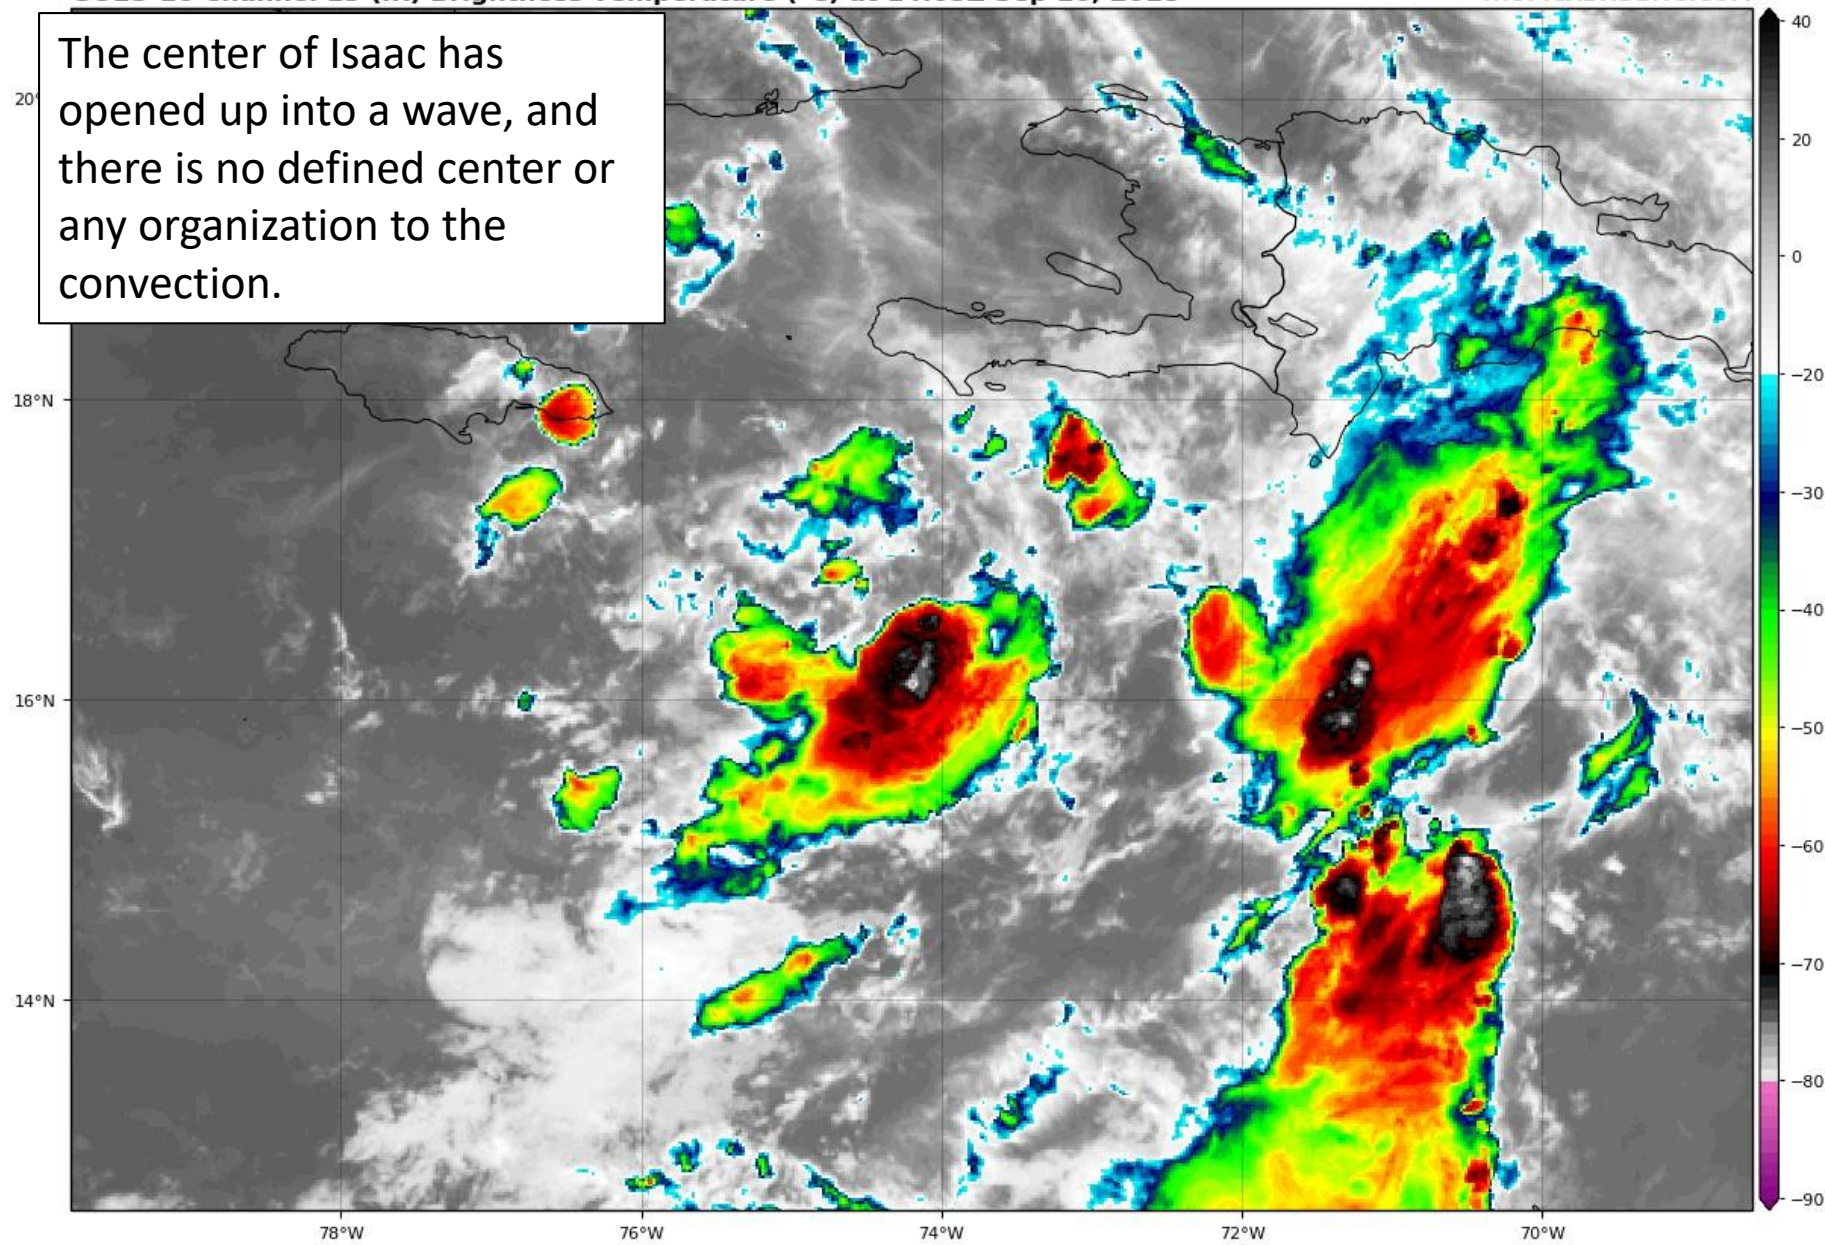 The center of Isaac has
opened up into a wave, and
there is no defined center or
any organization to the
convection.
40
20
0
−20
−30
−40
−50
−60
−70
−80
−90
20°
18°N
16°N
14°N
78°W
76°W
74°W
72°W
70°W